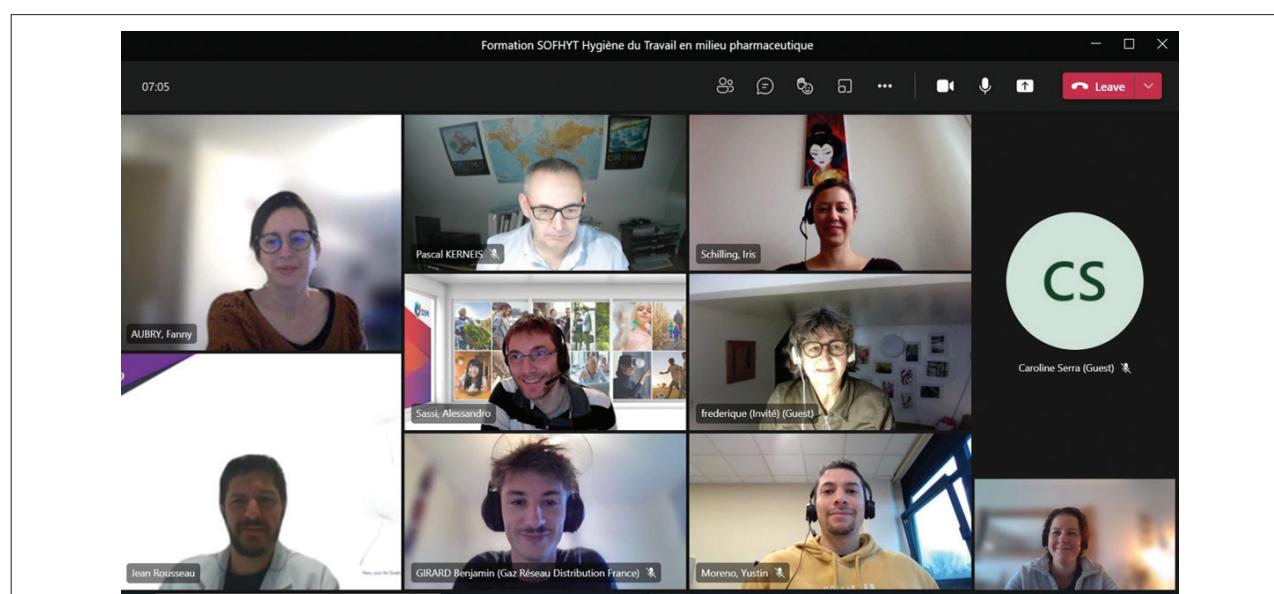 Formation SOFHYT Hygiène du Travail en milieu pharmaceutique
07:05
Leave
AUBRY, Fanny
Pascal KERNEIS
Schilling, Iris
CS
Caroline Serra (Guest)
Sassi, Alessandro
frederique (Invité) (Guest)
Jean Rousseau
GIRARD Benjamin (Gaz Réseau Distribution France)
Moreno, Yustin